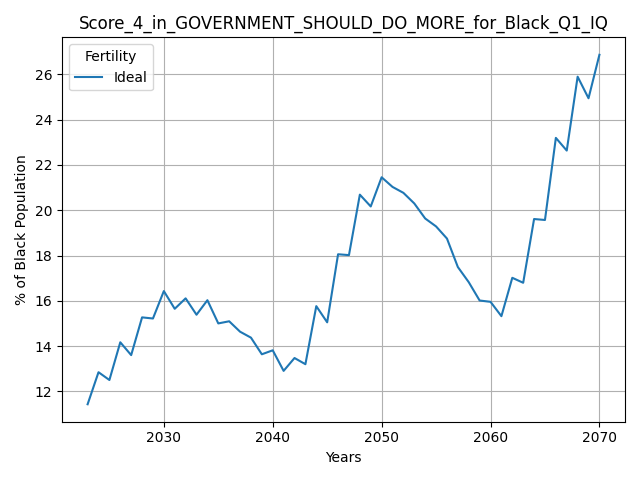 Score_4_in_GOVERNMENT_SHOULD_DO_MORE_for_Black_Q1_IQ
Fertility
Ideal
% of Black Population
26
24
22
20
18
16
14
12
2030 2040 2050 2060 2070
Years